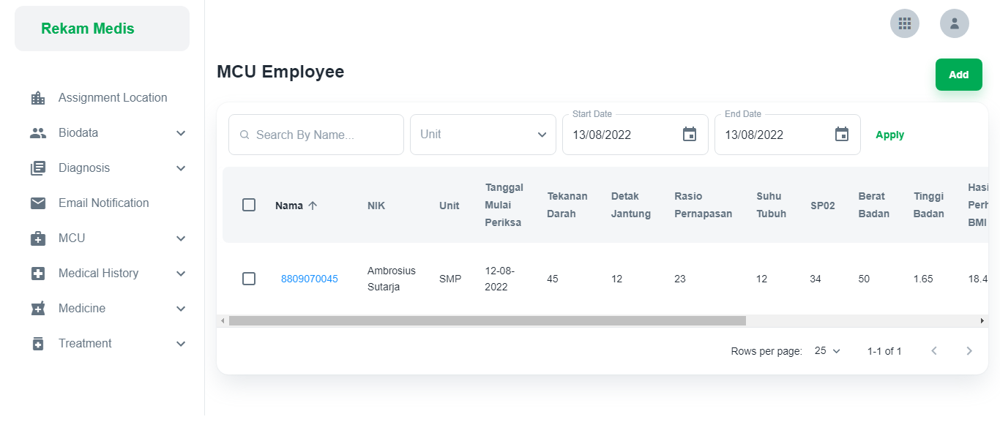 Rekam Medis
MCU Employee
Add
Assignment Location
Biodata
Diagnosis
Email Notification
MCU
Medical History
Medicine
Treatment
Search By Name...
Unit
Start Date
13/08/2022
End Date
13/08/2022
Apply
Nama
NIK
Unit
Tanggal
Mulai
Periksa
Tekanan
Darah
Detak
Jantung
Rasio
Pernapasan
Suhu
Tubuh
SP02
Berat
Badan
Tinggi
Badan
Hasi
Perh
BMI
8809070045
Ambrosius
Sutarja
SMP
12-08-
2022
45
12
23
12
34
50
1.65
18.4
Rows per page: 25
1-1 of 1